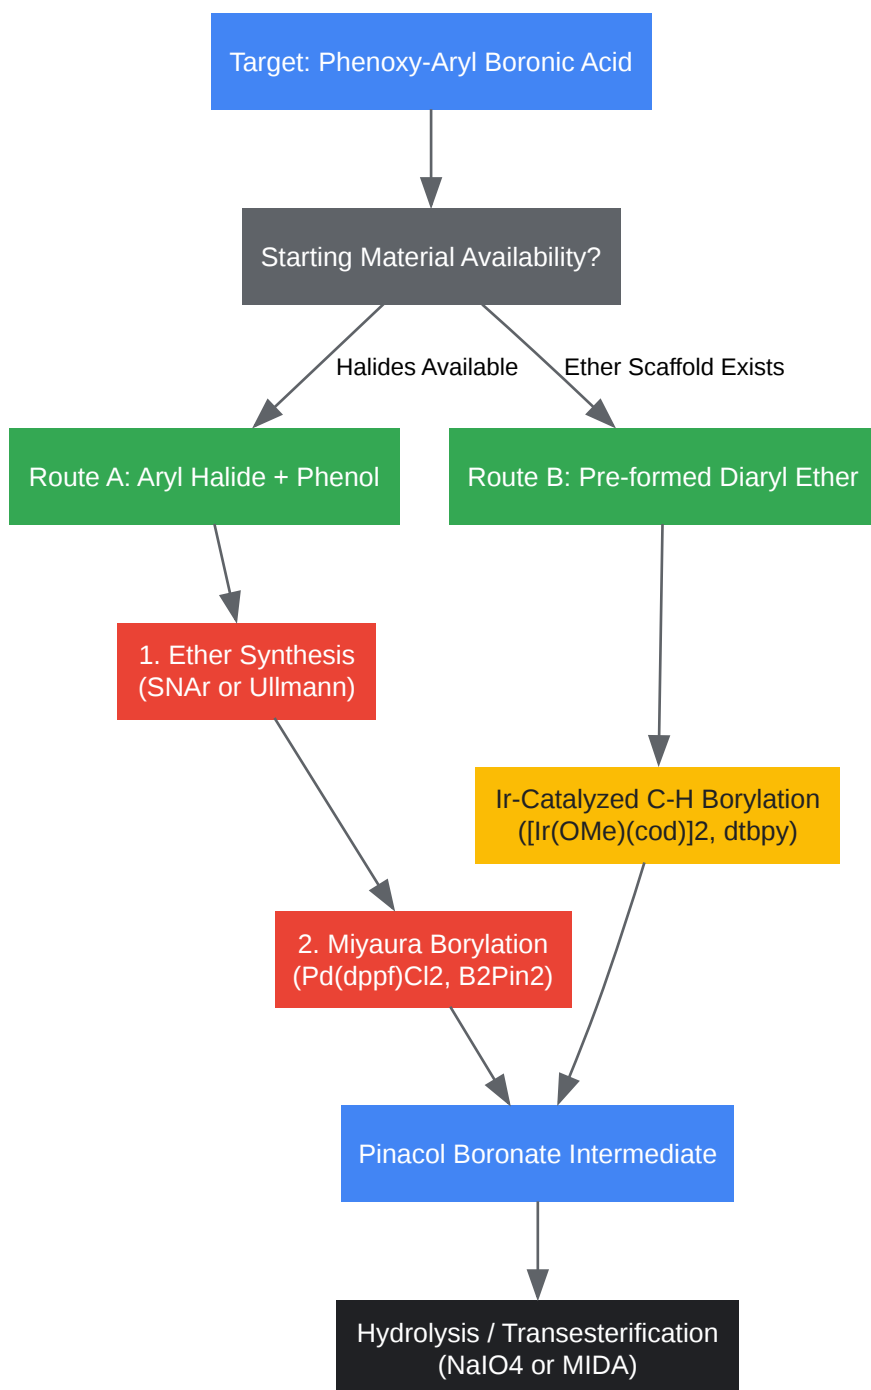 Target: Phenoxy-Aryl Boronic Acid
Starting Material Availability?
Halides Available
Ether Scaffold Exists
Route A: Aryl Halide + Phenol
Route B: Pre-formed Diaryl Ether
1. Ether Synthesis
(SNAr or Ullmann)
Ir-Catalyzed C-H Borylation
([Ir(OMe)(cod)]2, dtbpy)
2. Miyaura Borylation
(Pd(dppf)Cl2, B2Pin2)
Pinacol Boronate Intermediate
Hydrolysis / Transesterification
(NaIO4 or MIDA)